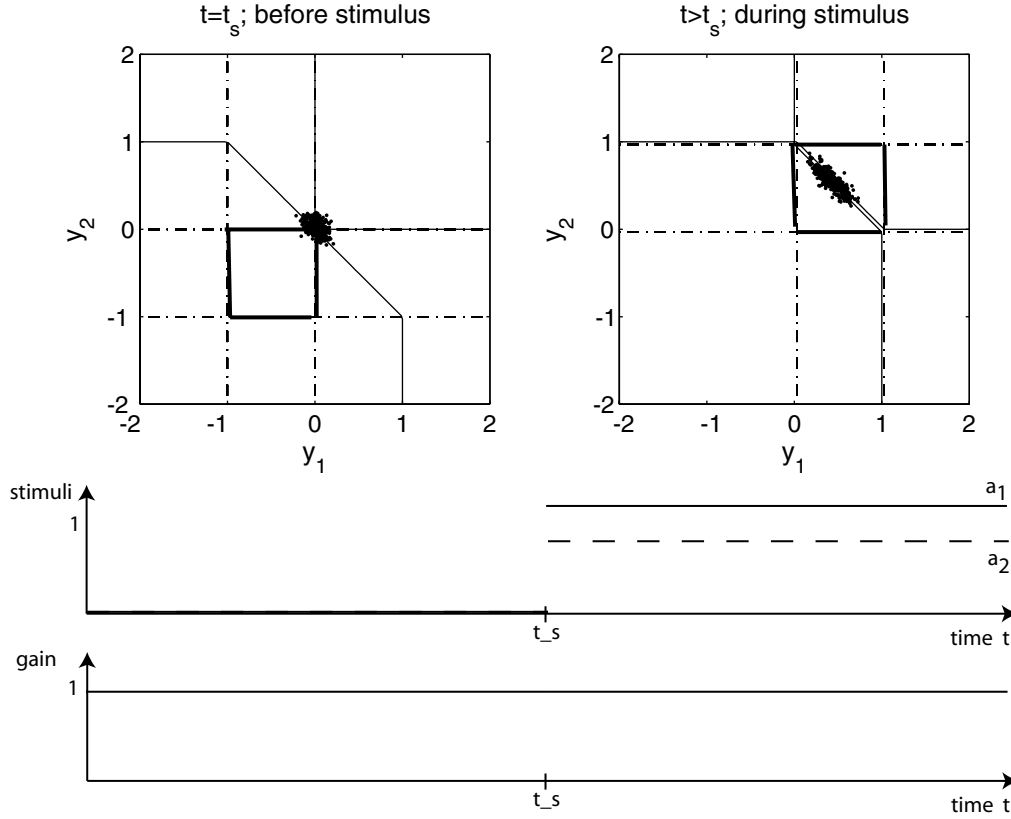 t=t_s; before stimulus
2
1
0
-1
-2
y_2
-2
-1
0
1
2
y_1
t>t_s; during stimulus
2
1
0
-1
-2
y_2
-2
-1
0
1
2
y_1
stimuli
1
a_1
a_2
t_s
time t
gain
1
t_s
time t